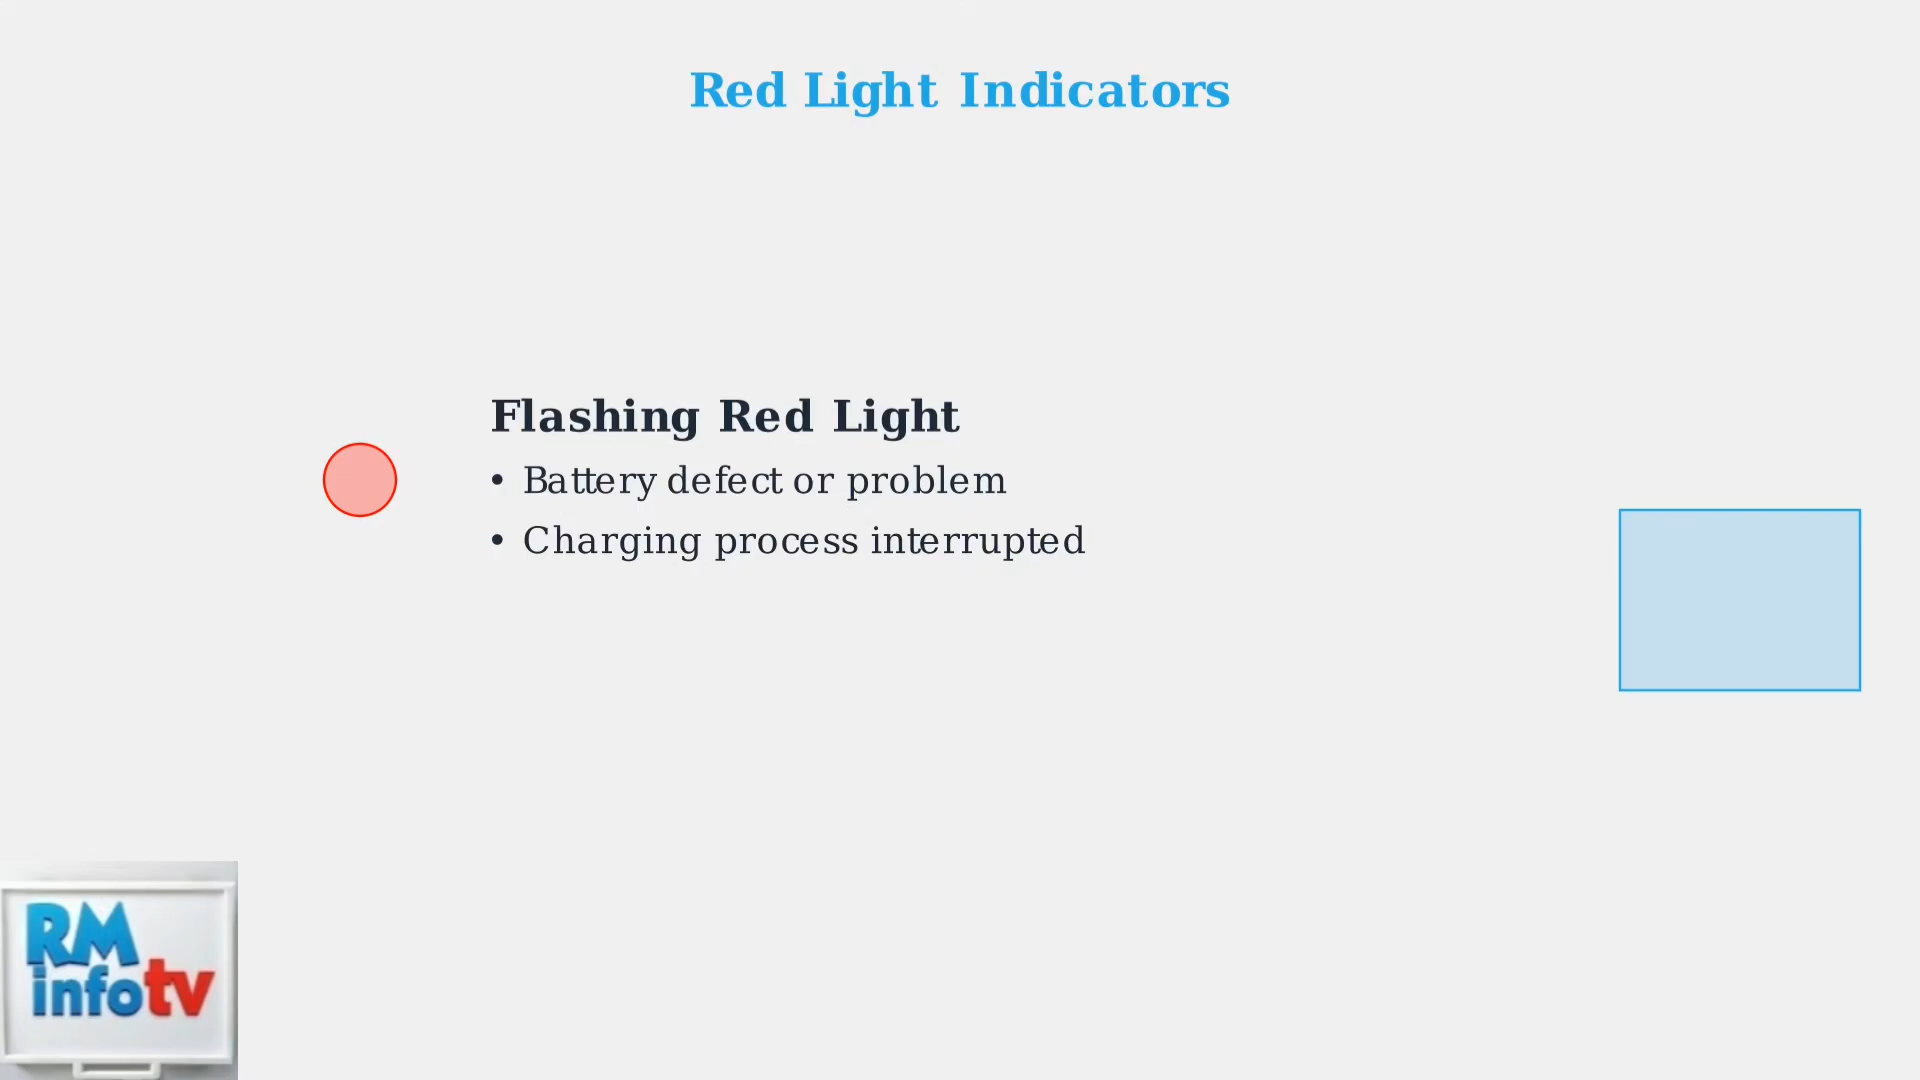 Red Light Indicators
Flashing Red Light
• Battery defect or problem
• Charging process interrupted
RM
infotv